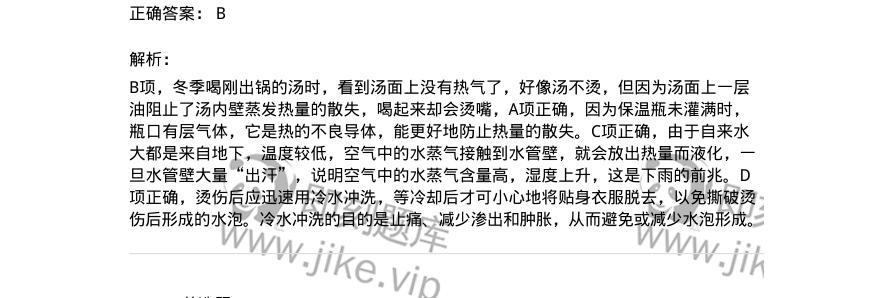 正确答案： B
解析：
B项，冬季喝刚出锅的汤时，看到汤面上没有热气了，好像汤不烫，但因为汤面上一层
油阻止了汤内壁蒸发热量的散失，喝起来却会烫嘴，A项正确，因为保温瓶未灌满时，
瓶口有层气体，它是热的不良导体，能更好地防止热量的散失。C项正确，由于自来水
大都是来自地下，温度较低，空气中的水蒸气接触到水管壁，就会放出热量而液化，一
旦水管壁大量“出汗”，说明空气中的水蒸气含量高，湿度上升，这是下雨的前兆。D
项正确，烫伤后应迅速用冷水冲洗，等冷却后才可小心地将贴身衣服脱去，以免撕破烫
伤后形成的水泡。冷水冲洗的目的是止痛、减少渗出和肿胀，从而避免或减少水泡形成。
即刻题库
www.jike.vip
即刻
www.jik